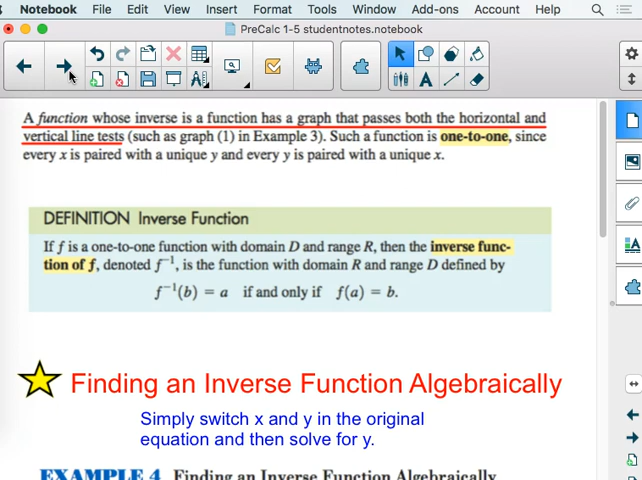 Notebook File Edit View Insert Format Tools Window Add-ons Account Help
PreCalc 1-5 studentnotes.notebook
A function whose inverse is a function has a graph that passes both the horizontal and
vertical line tests (such as graph (1) in Example 3). Such a function is one-to-one, since
every x is paired with a unique y and every y is paired with a unique x.
DEFINITION Inverse Function
If f is a one-to-one function with domain D and range R, then the inverse func-
tion of f, denoted f⁻¹, is the function with domain R and range D defined by
f⁻¹(b) = a if and only if f(a) = b.
Finding an Inverse Function Algebraically
Simply switch x and y in the original
equation and then solve for y.
EXAMPLE 4 Finding an Inverse Function Algebraically